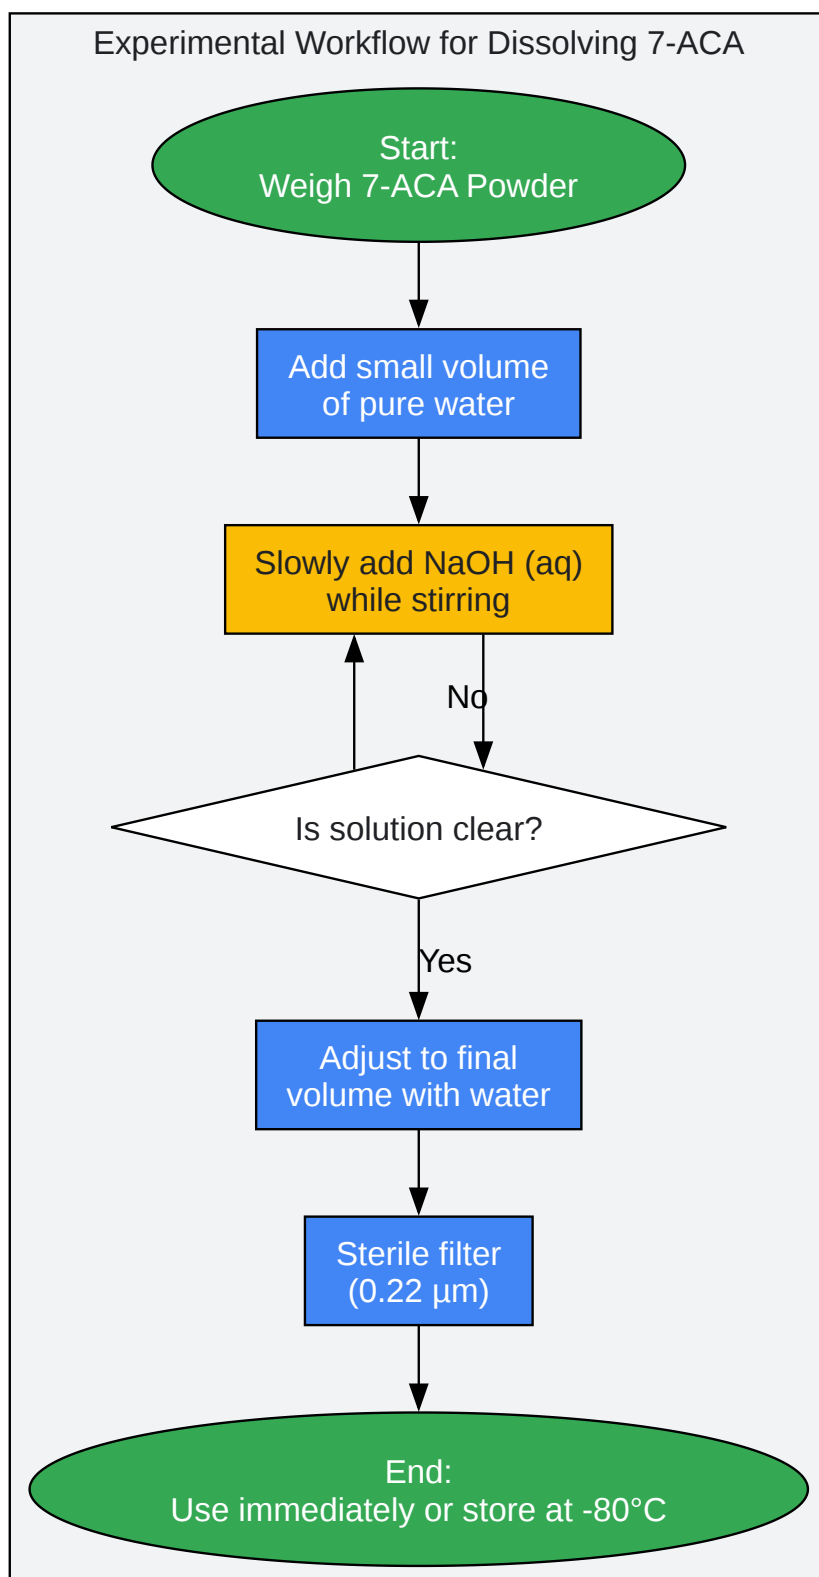 Experimental Workflow for Dissolving 7-ACA
Start:
Weigh 7-ACA Powder
Add small volume
of pure water
Slowly add NaOH (aq)
while stirring
No
Is solution clear?
Yes
Adjust to final
volume with water
Sterile filter
(0.22 µm)
End:
Use immediately or store at -80°C